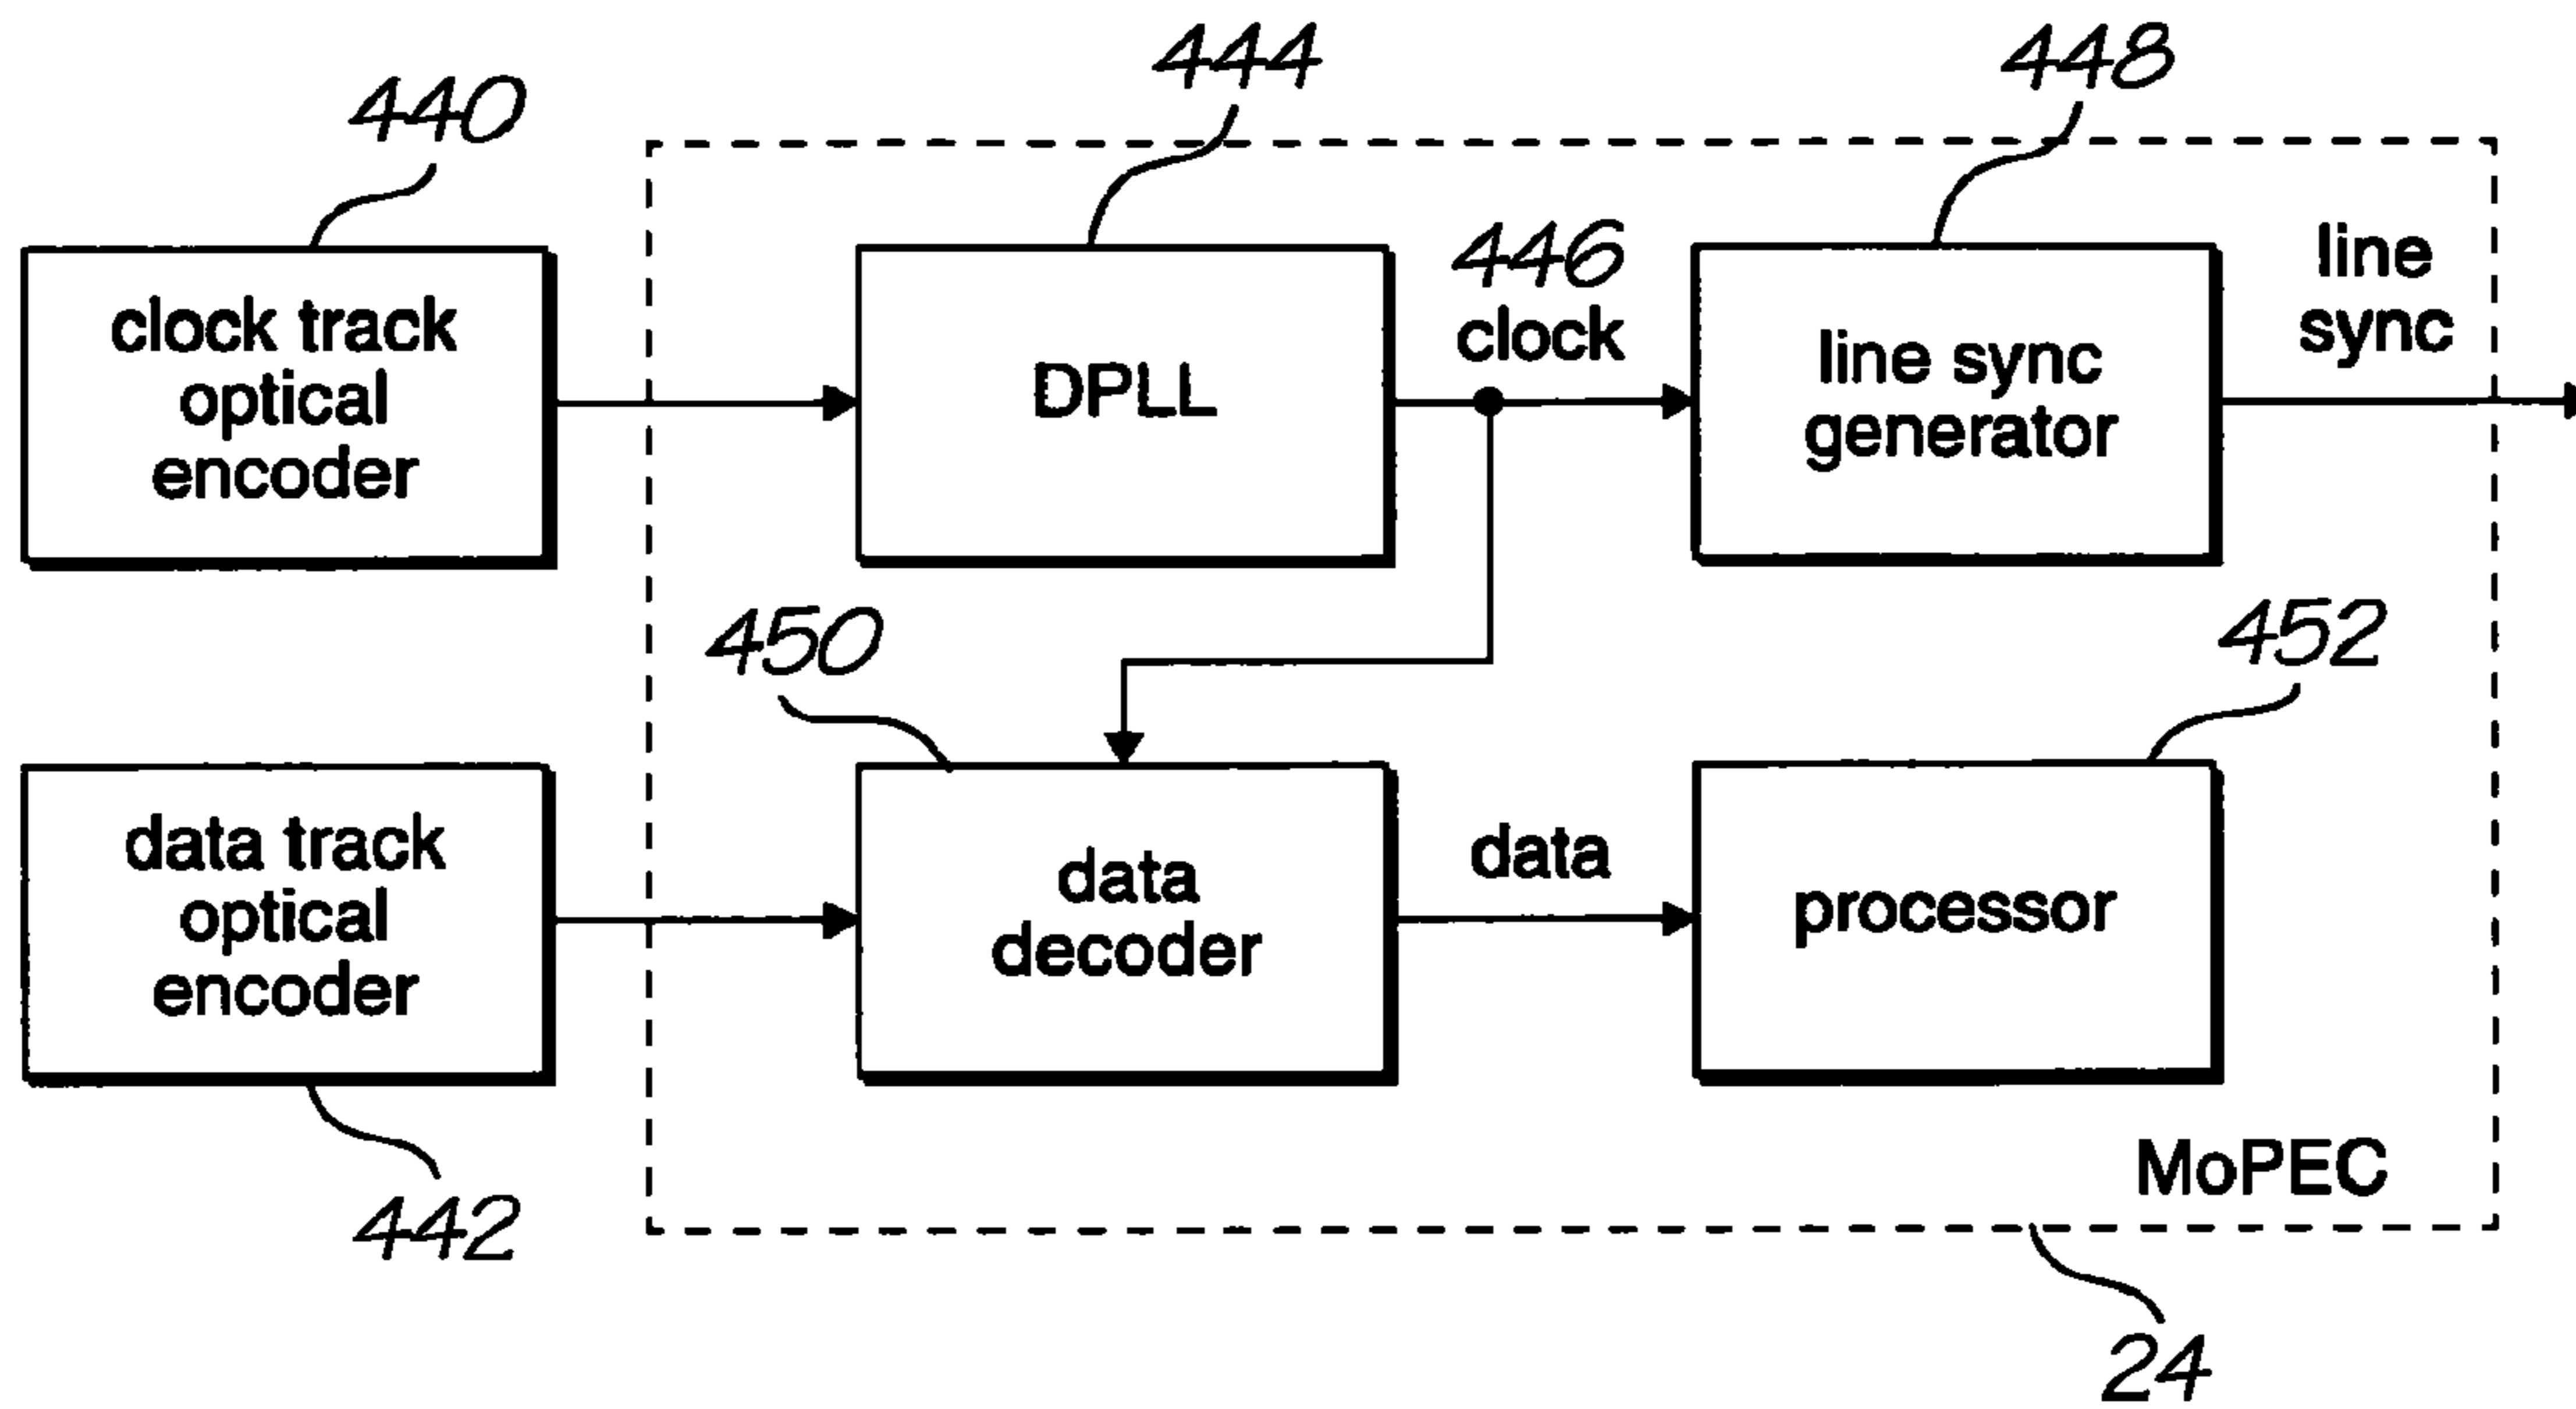 444
448
440
446
clock
line
sync
clock track
optical
encoder
DPLL
line sync
generator
450
452
data track
optical
encoder
data
decoder
data
processor
MoPEC
442
24